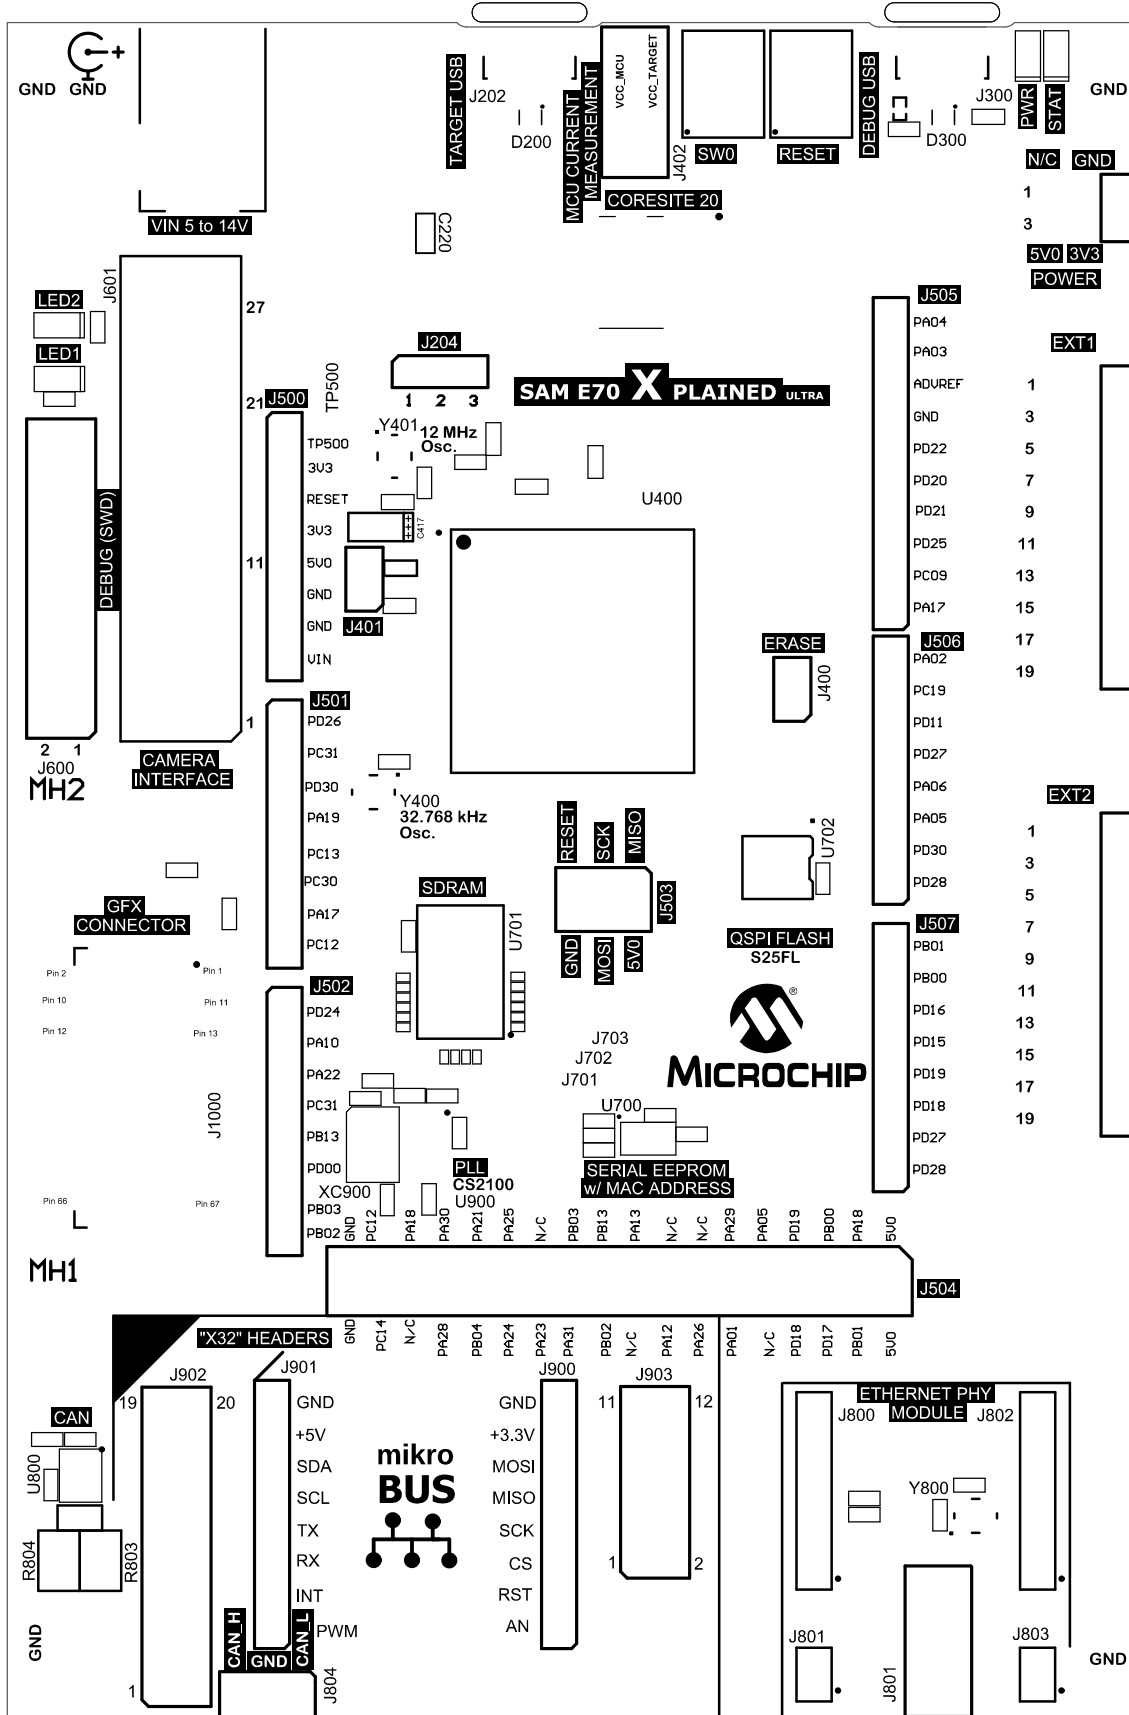 GND
GND
+
TARGET USB
J202
D200
MCU CURRENT
MEASUREMENT
VCC_MCU
VCC_TARGET
J402
SW0
RESET
DEBUG USB
J300
D300
PWR
STAT
GND
N/C GND
1
3
5V0 3V3
POWER
VIN 5 to 14V
CORESITE 20
C220
J601
LED2
LED1
27
21
11
1
DEBUG (SWD)
2 1
J600
MH2
CAMERA
INTERFACE
J204
1 2 3
SAM E70 X PLAINED ULTRA
TP500
J500
TP500
3V3
RESET
3V3
5V0
GND
GND
VIN
Y401
12 MHz
Osc.
C417
J401
U400
ERASE
J400
J505
PA04
PA03
ADVREF
GND
PD22
PD20
PD21
PD25
PC09
PA17
EXT1
1
3
5
7
9
11
13
15
17
19
J506
PA02
PC19
PD11
PD27
PA06
PA05
PD30
PD28
J501
PD26
PC31
PD30
PA19
PC13
PC30
PA17
PC12
Y400
32.768 kHz
Osc.
RESET
SCK
MISO
J503
GND
MOSI
5V0
U702
QSPI FLASH
S25FL
EXT2
1
3
5
7
9
11
13
15
17
19
SDRAM
U701
GFX
CONNECTOR
Pin 2
Pin 1
Pin 10
Pin 11
Pin 12
Pin 13
J1000
Pin 66
Pin 67
MH1
J502
PD24
PA10
PA22
PC31
PB13
PD00
PB03
PB02
J507
PB01
PB00
PD16
PD15
PD19
PD18
PD27
PD28
®
MICROCHIP
J703
J702
J701
U700
SERIAL EEPROM
w/ MAC ADDRESS
XC900
PLL
CS2100
U900
GND PC12 PA18 PA30 PA21 PA25 N/C PB03 PB13 PA13 N/C N/C PA29 PA05 PD19 PB00 PA18 5V0
J504
GND PC14 N/C PA28 PB04 PA24 PA23 PA31 PB02 N/C PA12 PA26 PA01 N/C PD18 PD17 PB01 5V0
"X32" HEADERS
J902
19
20
1
J901
GND
+5V
SDA
SCL
TX
RX
INT
PWM
mikro
BUS
J900
GND
+3.3V
MOSI
MISO
SCK
CS
RST
AN
J903
11
12
1
2
CAN
U800
R804
R803
GND
CAN_H
GND
CAN_L
J804
ETHERNET PHY
MODULE
J800
J802
Y800
J801
J801
J803
GND